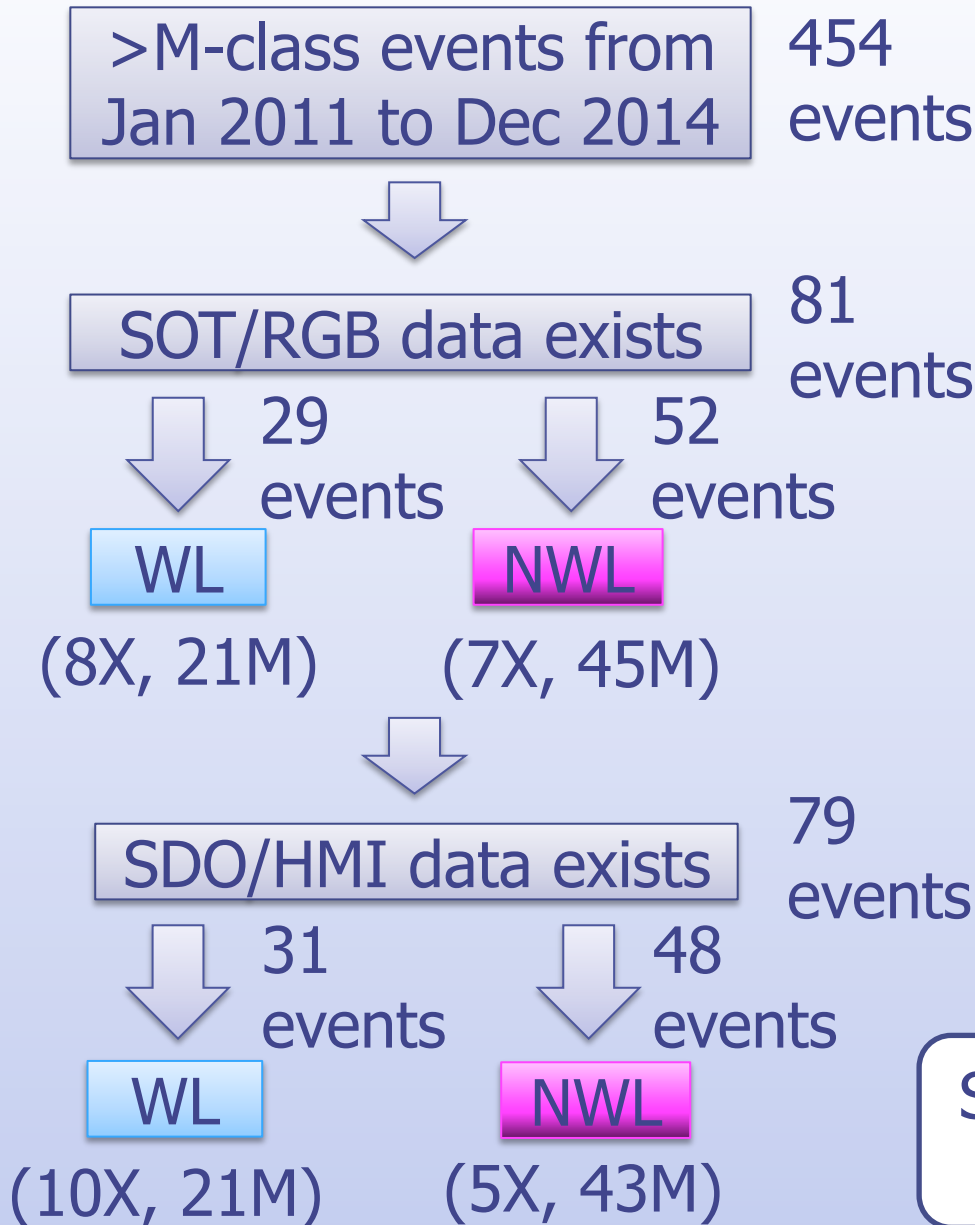 >M-class events from
Jan 2011 to Dec 2014
454
events
SOT/RGB data exists
81
events
29
events
52
events
WL
NWL
(8X, 21M)
(7X, 45M)
SDO/HMI data exists
79
events
31
events
48
events
WL
NWL
(10X, 21M)
(5X, 43M)
S